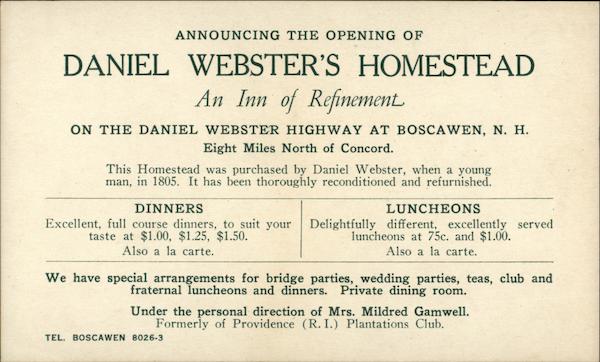 ANNOUNCING THE OPENING OF
DANIEL WEBSTER'S HOMESTEAD
An Inn of Refinement
ON THE DANIEL WEBSTER HIGHWAY AT BOSCAWEN, N. H.
Eight Miles North of Concord.
This Homestead was purchased by Daniel Webster, when a young
man, in 1805. It has been thoroughly reconditioned and refurnished.
DINNERS
Excellent, full course dinners, to suit your
taste at $1.00, $1.25, $1.50.
Also a la carte.
LUNCHEONS
Delightfully different, excellently served
luncheons at 75c. and $1.00.
Also a la carte.
We have special arrangements for bridge parties, wedding parties, teas, club and
fraternal luncheons and dinners. Private dining room.
Under the personal direction of Mrs. Mildred Gamwell.
Formerly of Providence (R. I.) Plantations Club.
TEL. BOSCAWEN 8026-3